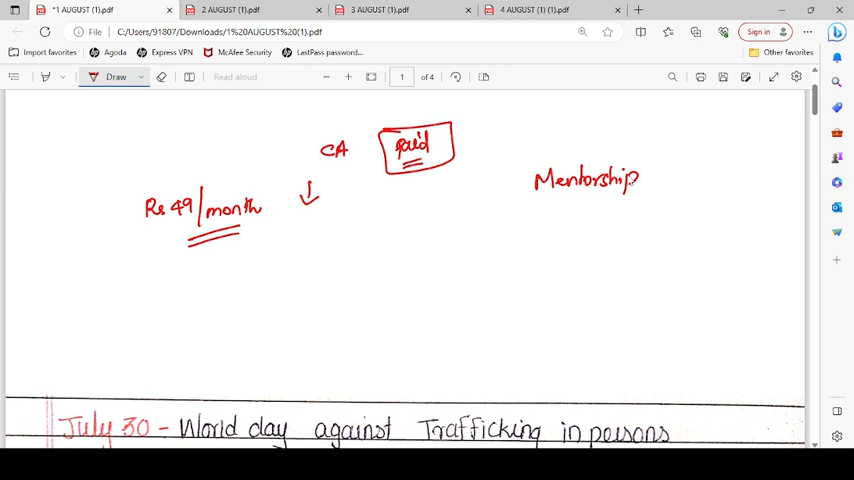 *1 AUGUST (1).pdf
2 AUGUST (1).pdf
3 AUGUST (1).pdf
4 AUGUST (1) (1).pdf
File
C:/Users/91807/Downloads/1%20AUGUST%20(1).pdf
Sign in
Import favorites
Agoda
Express VPN
McAfee Security
LastPass password...
Other favorites
Draw
Read aloud
1 of 4
CA paid
Mentorship
Rs 49/month
July 30 - World day against Trafficking in persons